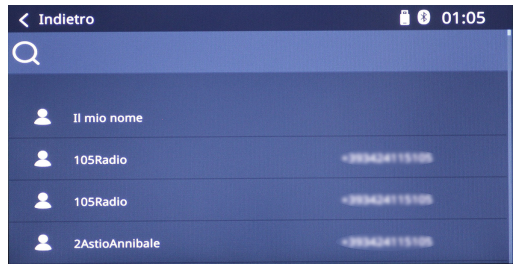 Indietro 01:05
Il mio nome
105Radio
105Radio
2AstioAnnibale